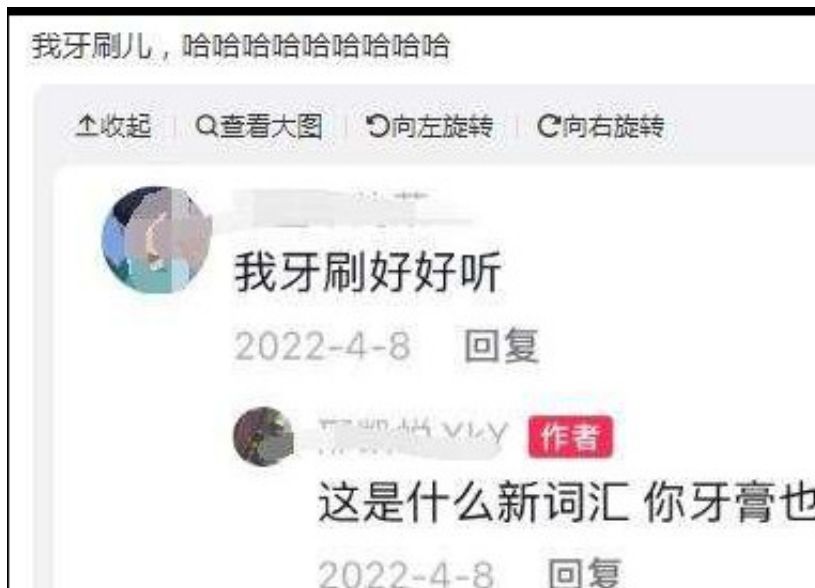 我牙刷儿，哈哈哈哈哈哈哈哈哈
收起 查看大图 向左旋转 向右旋转
我牙刷好好听
2022-4-8 回复
作者
这是什么新词汇 你牙膏也
2022-4-8 回复